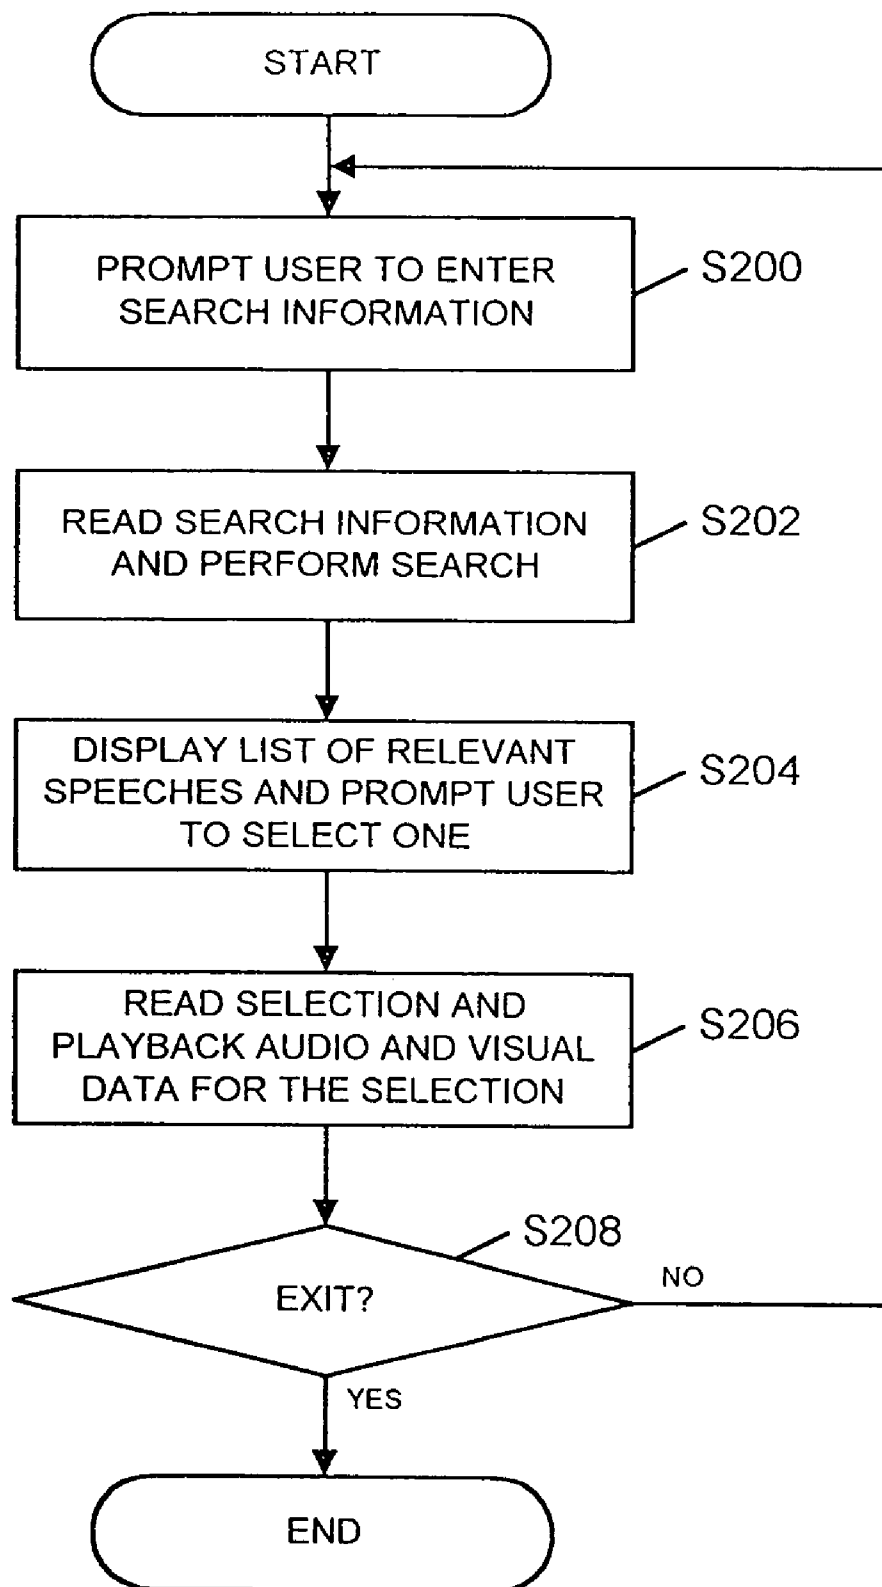 START
PROMPT USER TO ENTER
SEARCH INFORMATION
S200
READ SEARCH INFORMATION
AND PERFORM SEARCH
S202
DISPLAY LIST OF RELEVANT
SPEECHES AND PROMPT USER
TO SELECT ONE
S204
READ SELECTION AND
PLAYBACK AUDIO AND VISUAL
DATA FOR THE SELECTION
S206
S208
EXIT?
NO
YES
END